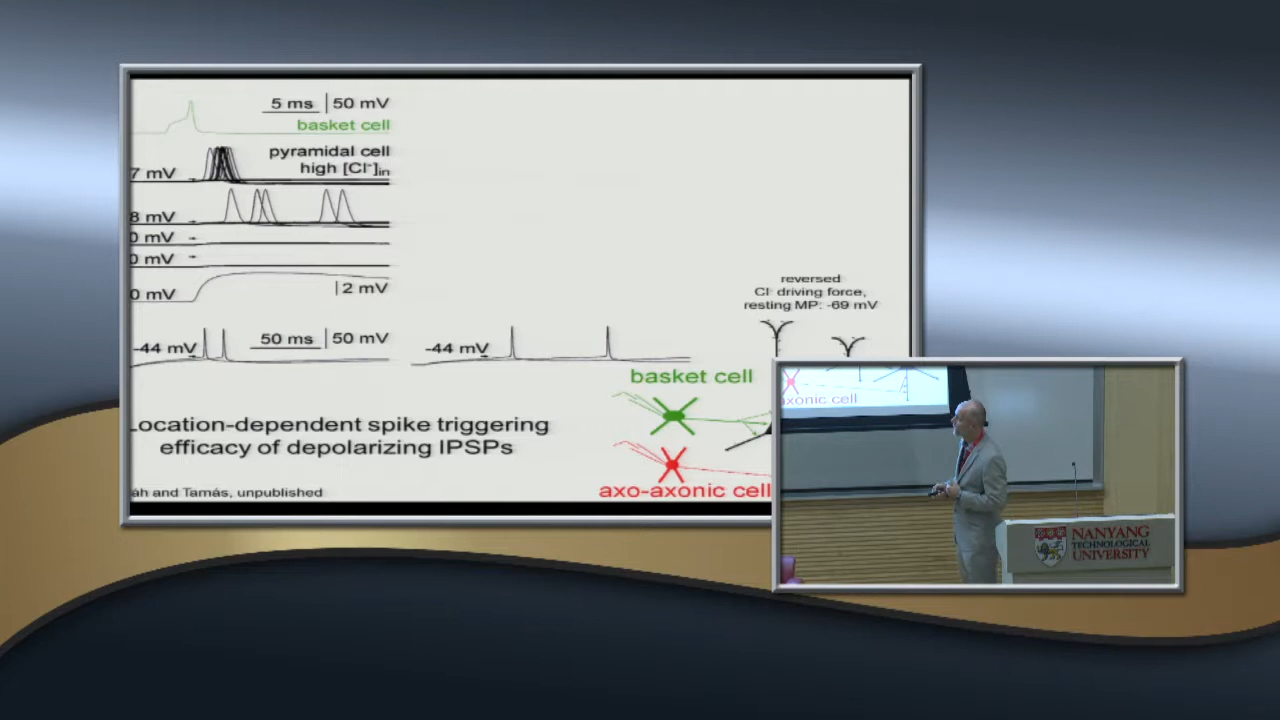 5 ms | 50 mV
basket cell
pyramidal cell
high [Cl-]in
7 mV
8 mV
0 mV
0 mV
0 mV
2 mV
-44 mV
50 ms | 50 mV
-44 mV
reversed
Cl- driving force,
resting MP: -69 mV
basket cell
Location-dependent spike triggering
efficacy of depolarizing IPSPs
axo-axonic cell
áh and Tamás, unpublished
axonic cell
NANYANG
TECHNOLOGICAL
UNIVERSITY